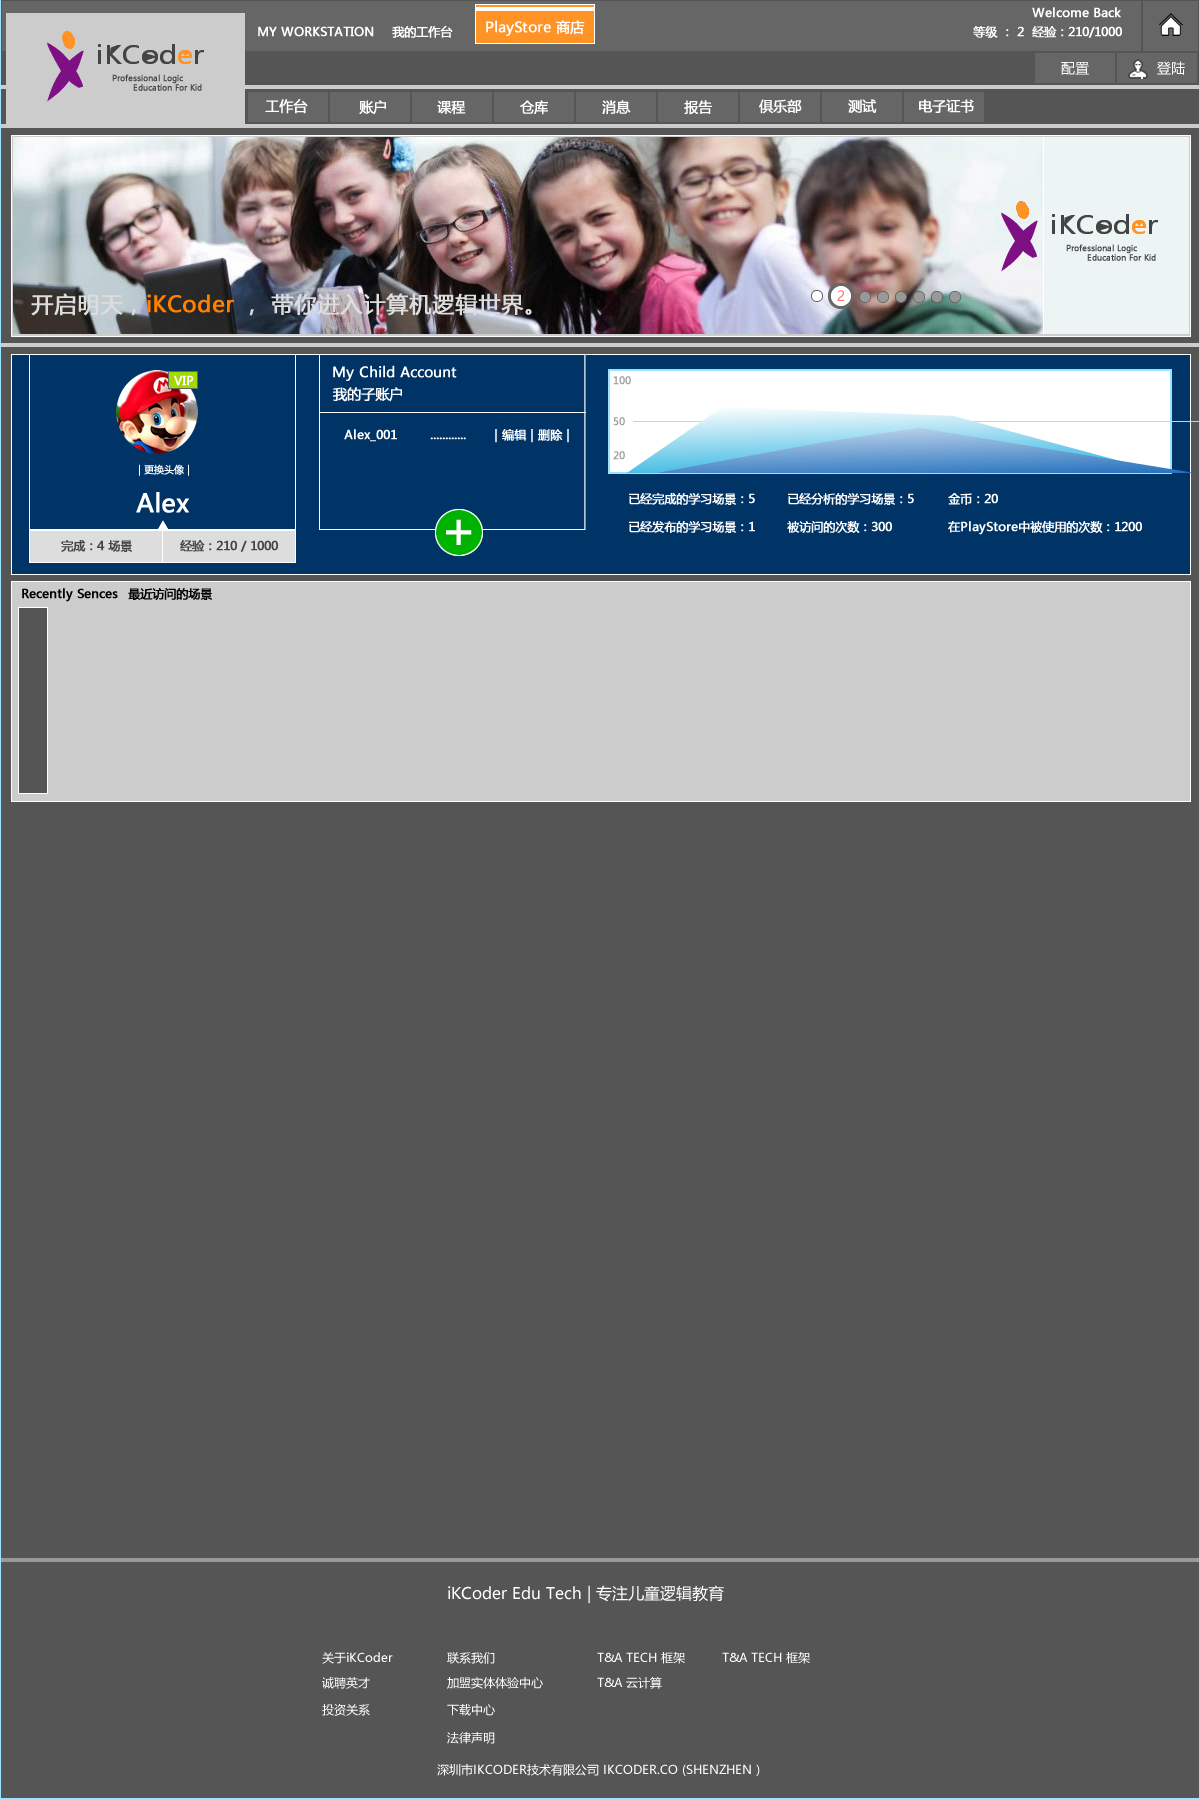 iKCoder
Professional Logic
Education For Kid
MY WORKSTATION 我的工作台
PlayStore 商店
Welcome Back
等级 : 2 经验 : 210/1000
配置 登陆
工作台 账户 课程 仓库 消息 报告 俱乐部 测试 电子证书
iKCoder
Professional Logic
Education For Kid
开启明天，iKCoder ，带你进入计算机逻辑世界。
2
VIP
| 更换头像 |
Alex
完成 : 4 场景 经验 : 210 / 1000
My Child Account
我的子账户
Alex_001 ............ | 编辑 | 删除 |
100
50
20
已经完成的学习场景 : 5 已经分析的学习场景 : 5 金币 : 20
已经发布的学习场景 : 1 被访问的次数 : 300 在PlayStore中被使用的次数 : 1200
Recently Sences 最近访问的场景
iKCoder Edu Tech | 专注儿童逻辑教育
关于iKCoder 联系我们 T&A TECH 框架 T&A TECH 框架
诚聘英才 加盟实体体验中心 T&A 云计算
投资关系 下载中心
法律声明
深圳市IKCODER技术有限公司 IKCODER.CO (SHENZHEN )